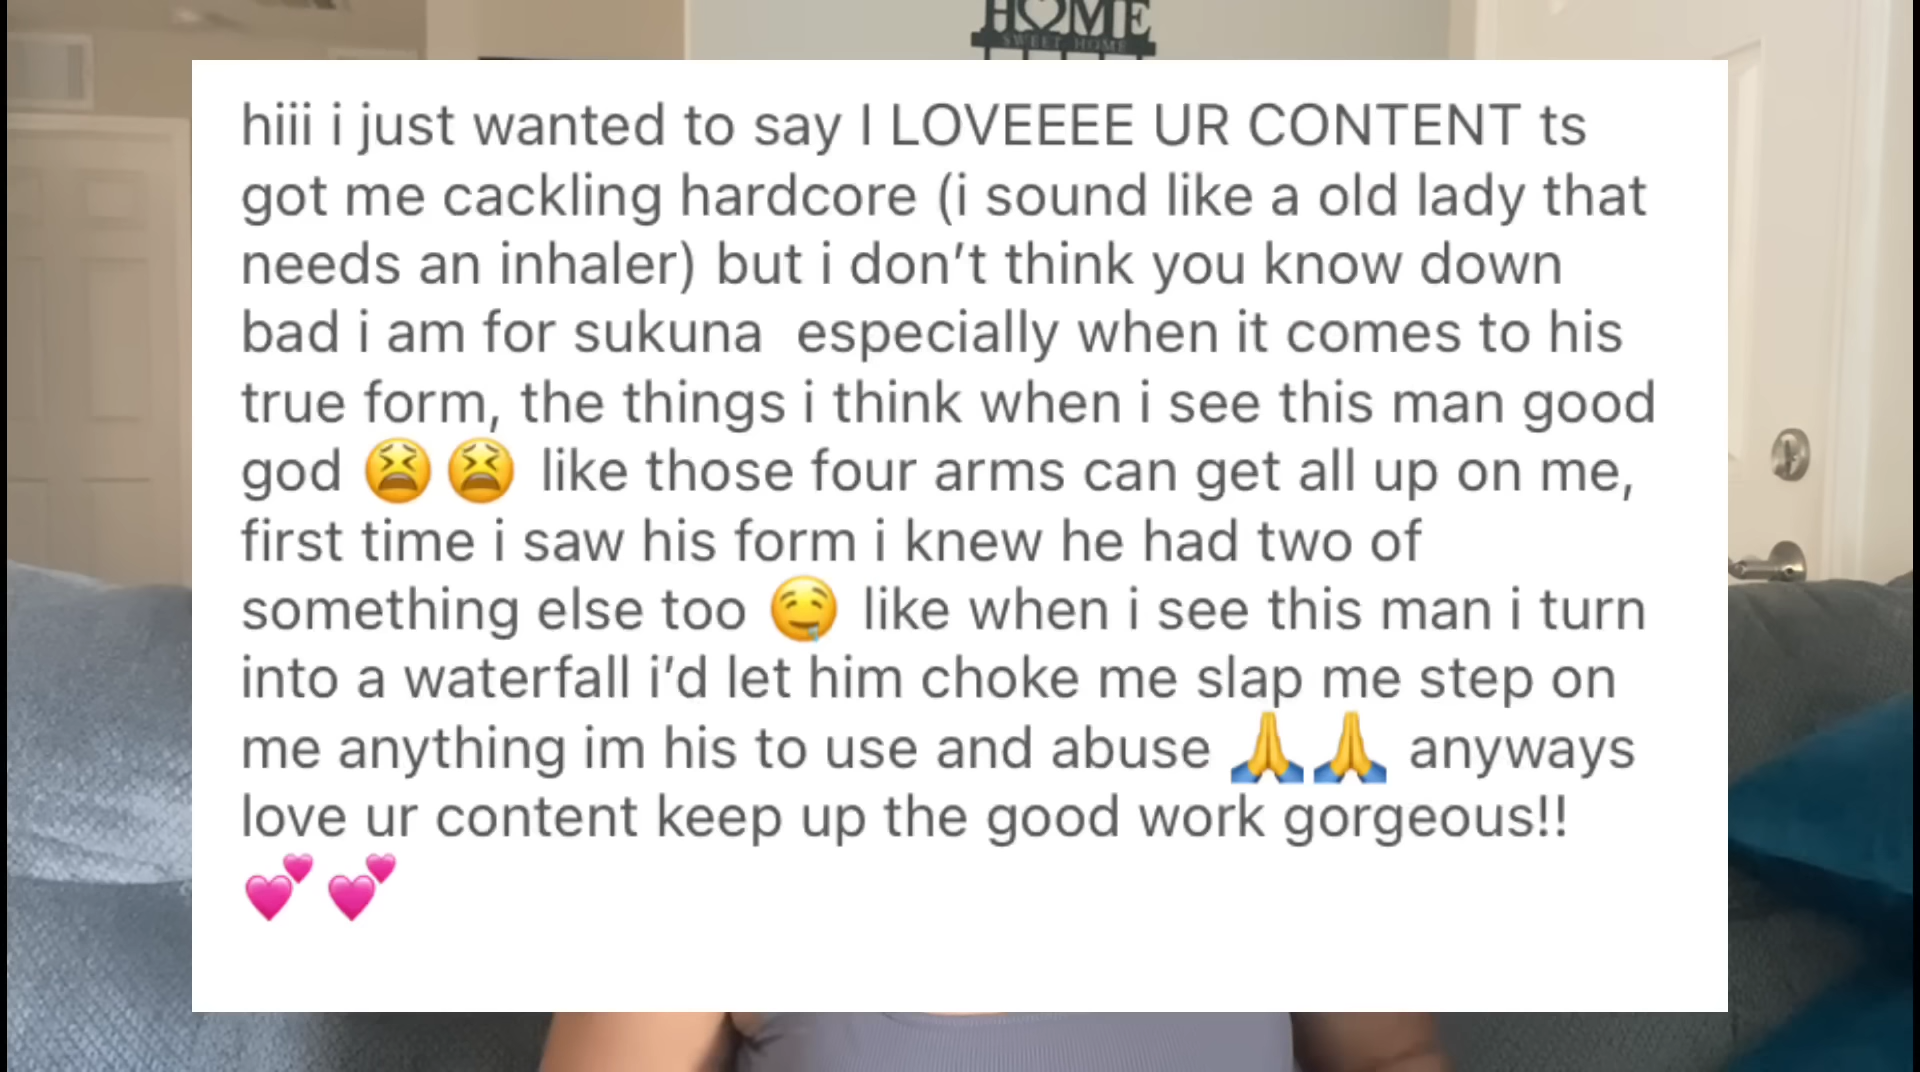 HOME
SWEET HOME
hiii i just wanted to say I LOVEEEE UR CONTENT ts
got me cackling hardcore (i sound like a old lady that
needs an inhaler) but i don’t think you know down
bad i am for sukuna  especially when it comes to his
true form, the things i think when i see this man good
god 😫😫 like those four arms can get all up on me,
first time i saw his form i knew he had two of
something else too 🤤 like when i see this man i turn
into a waterfall i’d let him choke me slap me step on
me anything im his to use and abuse 🙏🙏 anyways
love ur content keep up the good work gorgeous!!
💕💕